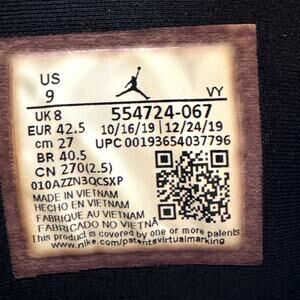 US
9
VY
UK 8
554724-067
EUR 42.5
10/16/19 | 12/24/19
cm 27
UPC 00193654037796
BR 40.5
CN 270(2.5)
010AZZN3QCSXP
MADE IN VIETNAM
HECHO EN VIETNAM
FABRIQUE AU VIETNAM
FABRICADO NO VIETNA
This product is covered by one or more patents
www.nike.com/patentsvirtualmarking